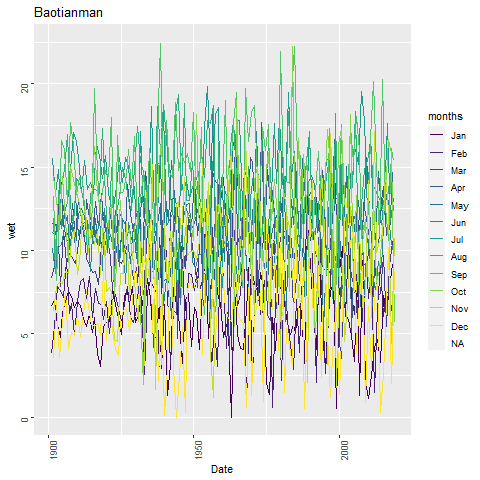 Baotianman
wet
20
15
10
5
0
1900
1950
2000
Date
months
Jan
Feb
Mar
Apr
May
Jun
Jul
Aug
Sep
Oct
Nov
Dec
NA